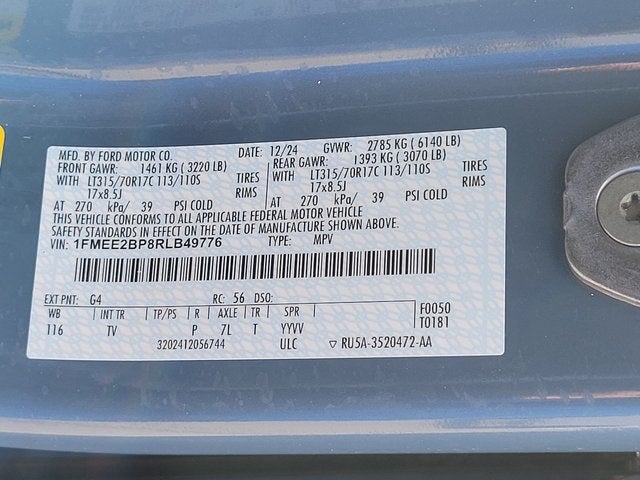 MFD. BY FORD MOTOR CO. DATE: 12/24 GVWR: 2785 KG (6140 LB)
FRONT GAWR: 1461 KG (3220 LB) REAR GAWR: 1393 KG (3070 LB)
WITH LT315/70R17C 113/110S TIRES WITH LT315/70R17C 113/110S TIRES
17x8.5J RIMS 17x8.5J RIMS
AT 270 kPa/ 39 PSI COLD AT 270 kPa/ 39 PSI COLD
THIS VEHICLE CONFORMS TO ALL APPLICABLE FEDERAL MOTOR VEHICLE
SAFETY STANDARDS IN EFFECT ON THE DATE OF MANUFACTURE SHOWN ABOVE.
VIN: 1FMEE2BP8RLB49776 TYPE: MPV
EXT PNT: G4 RC: 56 DSO:
WB INT TR TP/PS R AXLE TR SPR F0050
116 TV P 7L T YYVV T0181
3202412056744 ULC ▽ RU5A-3520472-AA